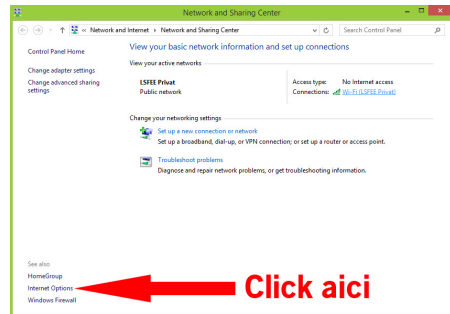 Network and Sharing Center
« Network and Internet ▸ Network and Sharing Center
Search Control Panel
Control Panel Home
Change adapter settings
Change advanced sharing
settings
View your basic network information and set up connections
View your active networks
LSFEE Privat
Public network
Access type: No Internet access
Connections: Wi-Fi (LSFEE Privat)
Change your networking settings
Set up a new connection or network
Set up a broadband, dial-up, or VPN connection; or set up a router or access point.
Troubleshoot problems
Diagnose and repair network problems, or get troubleshooting information.
See also
HomeGroup
Internet Options
Windows Firewall
Click aici